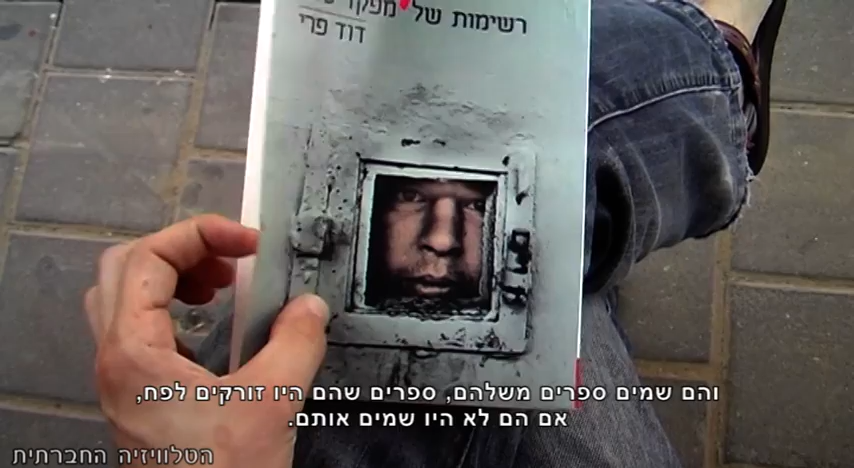 רשימות של
דוד פרי
והם שמים ספרים משלהם, ספרים שהם היו זורקים לפח,
אם הם לא היו שמים אותם.
הטלוויזיה החברתית